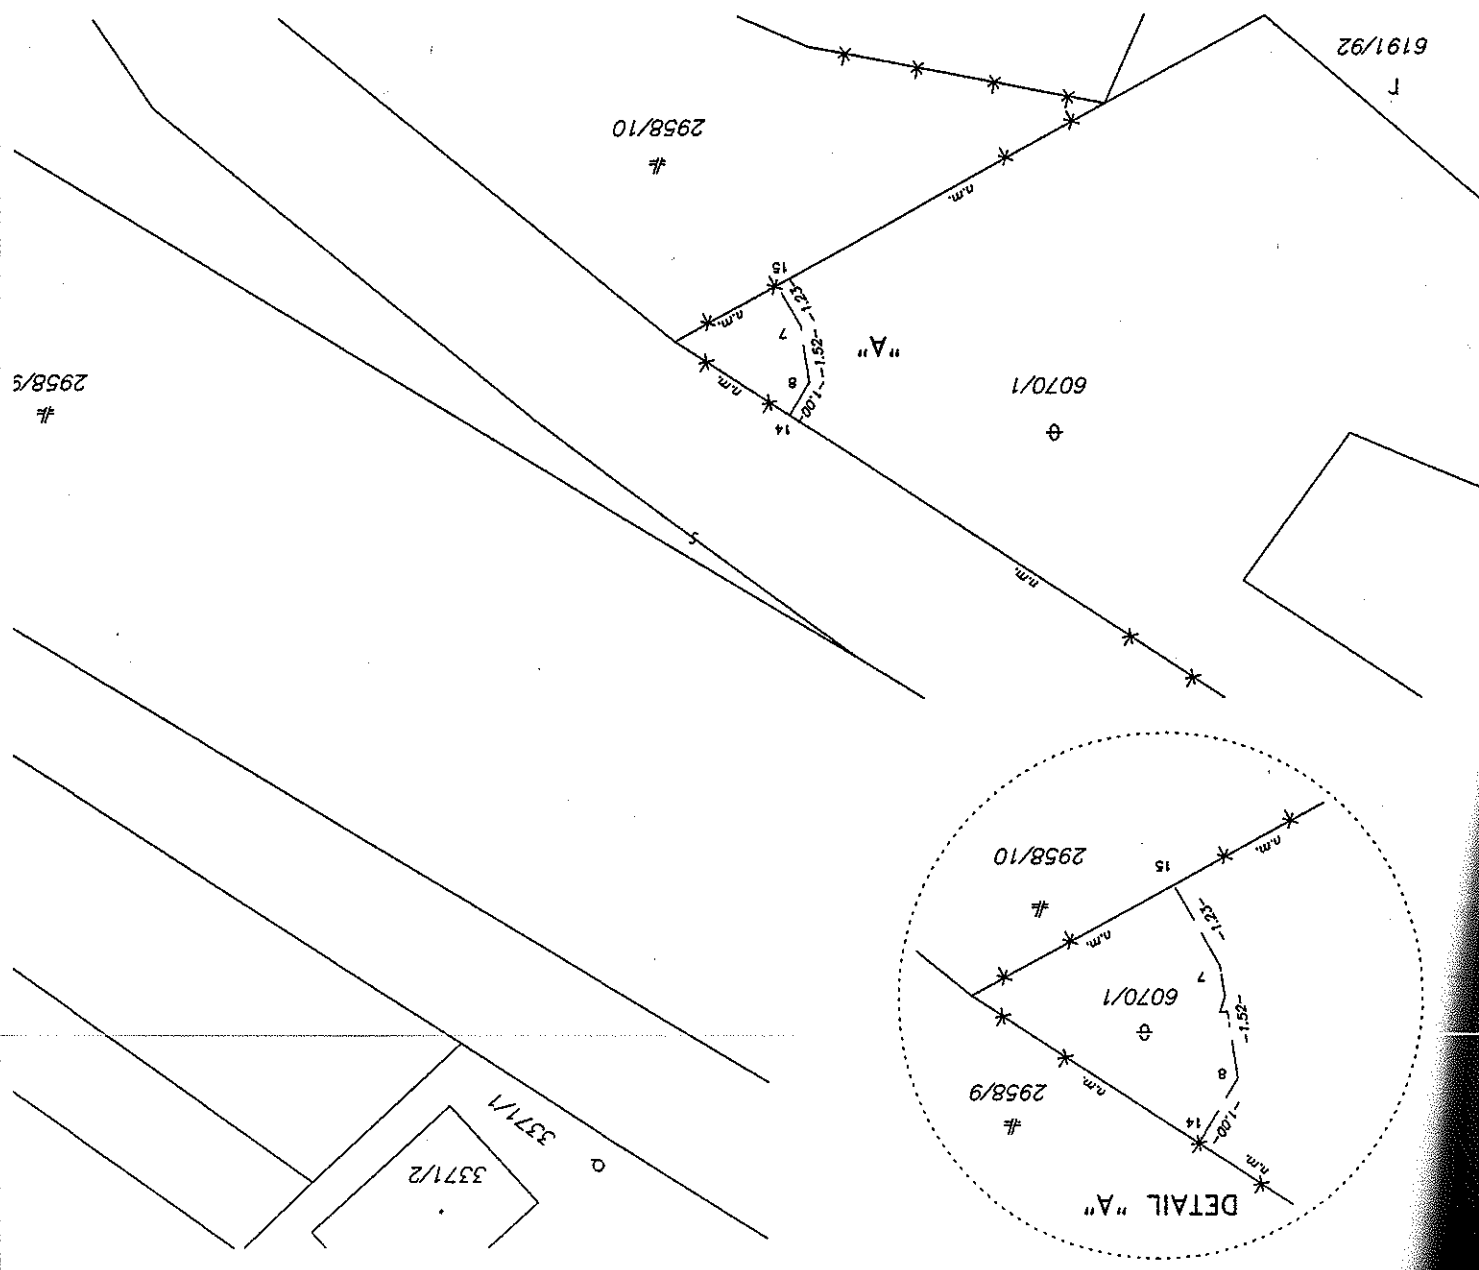 DETAIL "A"
n.m.
14
-1.00-
2958/9
n.m.
8
-1.52-
6070/1
7
n.m.
-1.23-
15
2958/10
n.m.
3371/2
3371/1
n.m.
14
-1.00-
8
n.m.
6070/1
2958/9
"A"
-1.52-
7
n.m.
-1.23-
15
n.m.
2958/10
6191/92